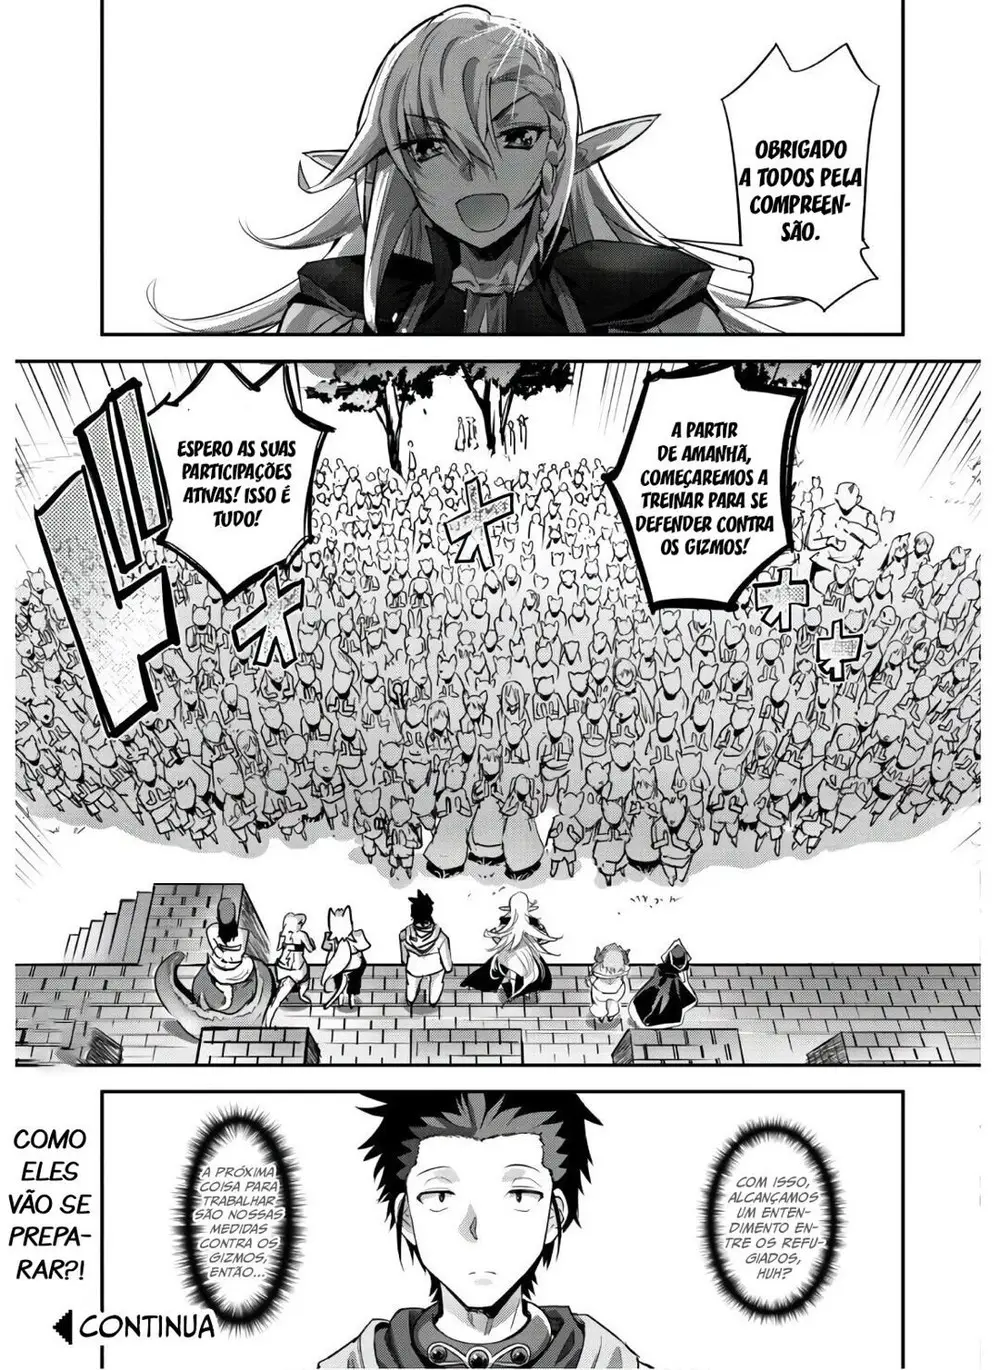 OBRIGADO
A TODOS PELA
COMPREEN-
SÃO.
A PARTIR
DE AMANHÃ,
COMEÇAREMOS A
TREINAR PARA SE
DEFENDER CONTRA
OS GIZMOS!
ESPERO AS SUAS
PARTICIPAÇÕES
ATIVAS! ISSO É
TUDO!
COM ISSO,
ALCANÇAMOS
UM ENTEN-
DIMENTO EN-
TRE OS REFU-
GIADOS,
HUH?
A PRÓXIMA
COISA PARA
TRABALHAR
SÃO NOSSAS
MEDIDAS
CONTRA OS
GIZMOS,
ENTÃO...
COMO
ELES
VÃO SE
PREPA-
RAR?!
CONTINUA